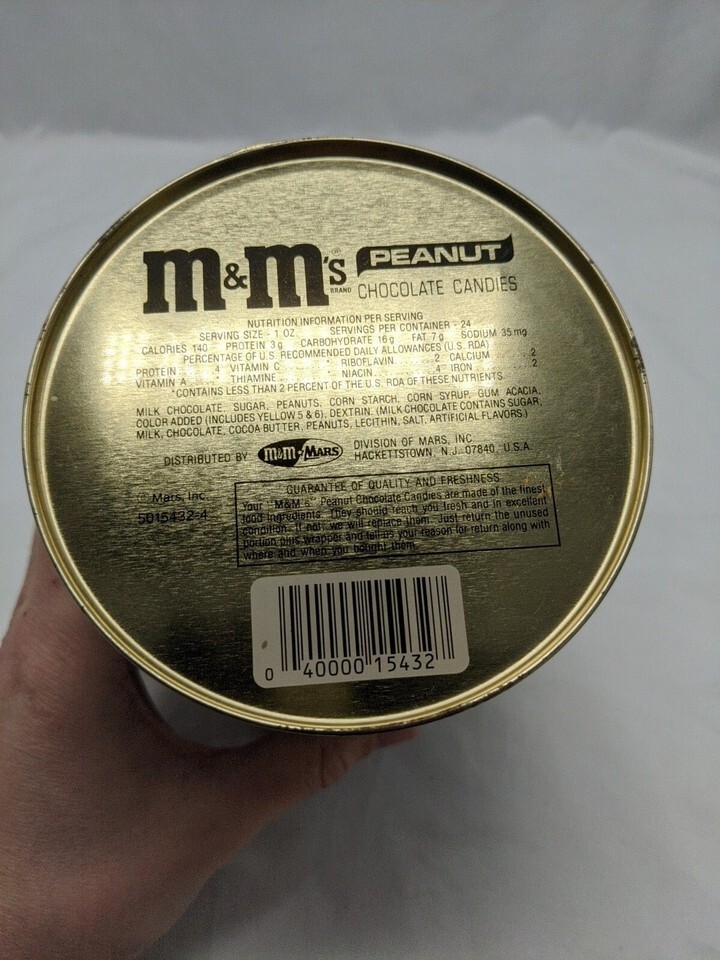 m&m's® PEANUT
BRAND CHOCOLATE CANDIES
NUTRITION INFORMATION PER SERVING
SERVING SIZE - 1 OZ. SERVINGS PER CONTAINER - 24
CALORIES 140 PROTEIN 3g CARBOHYDRATE 16g FAT 7g SODIUM 35mg
PERCENTAGE OF U.S. RECOMMENDED DAILY ALLOWANCES (U.S. RDA)
PROTEIN . . . . 4 VITAMIN C . . . . * RIBOFLAVIN . . . . 2 CALCIUM . . . . 2
VITAMIN A . . . . * THIAMINE . . . . * NIACIN . . . . 4 IRON . . . . 2
*CONTAINS LESS THAN 2 PERCENT OF THE U.S. RDA OF THESE NUTRIENTS.
MILK CHOCOLATE, SUGAR, PEANUTS, CORN STARCH, CORN SYRUP, GUM ACACIA,
COLOR ADDED (INCLUDES YELLOW 5 & 6), DEXTRIN. (MILK CHOCOLATE CONTAINS SUGAR,
MILK, CHOCOLATE, COCOA BUTTER, PEANUTS, LECITHIN, SALT, ARTIFICIAL FLAVORS.)
DISTRIBUTED BY m&m-MARS DIVISION OF MARS, INC.
HACKETTSTOWN, N.J. 07840, U.S.A.
© Mars, Inc.
5015432-4
GUARANTEE OF QUALITY AND FRESHNESS
Your "M&M's" Peanut Chocolate Candies are made of the finest
food ingredients. They should reach you fresh and in excellent
condition. If not, we will replace them. Just return the unused
portion plus wrapper and tell us your reason for return along with
where and when you bought them.
0 40000 15432